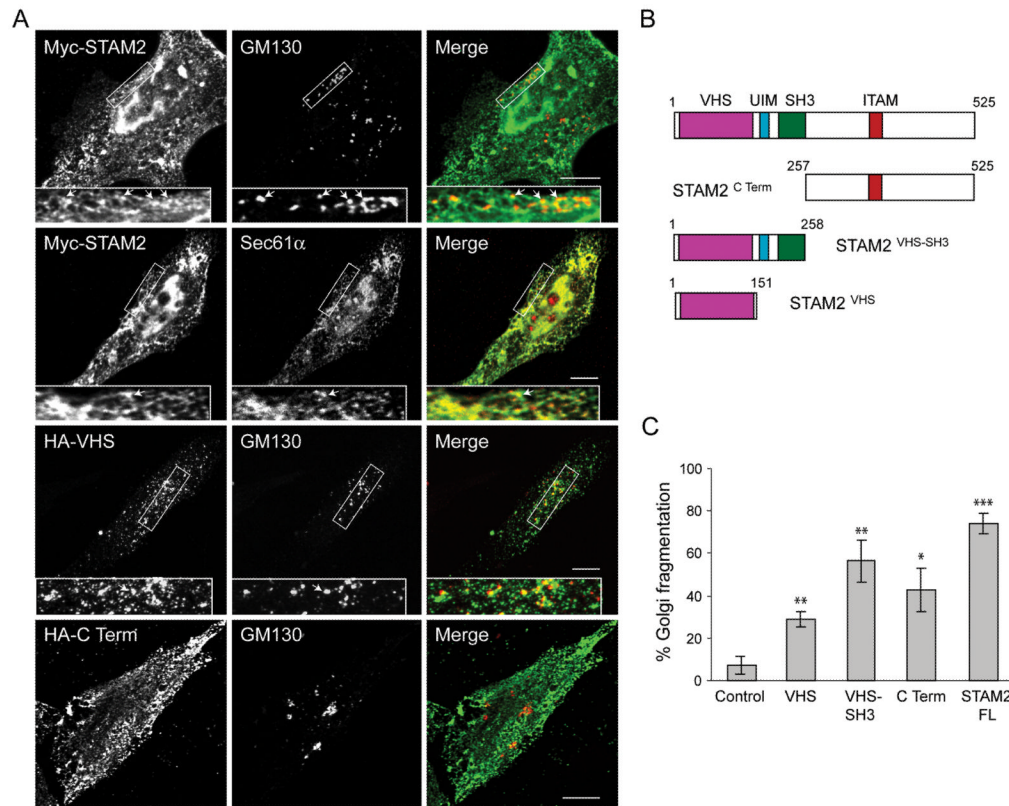 A
Myc-STAM2 GM130 Merge
Myc-STAM2 Sec61α Merge
HA-VHS GM130 Merge
HA-C Term GM130 Merge
B
1 VHS UIM SH3 ITAM 525
257 525
STAM2 C Term
1 258
STAM2 VHS-SH3
1 151
STAM2 VHS
C
% Golgi fragmentation
100
80
60
40
20
0
** ** * ***
Control VHS VHS-SH3 C Term STAM2 FL